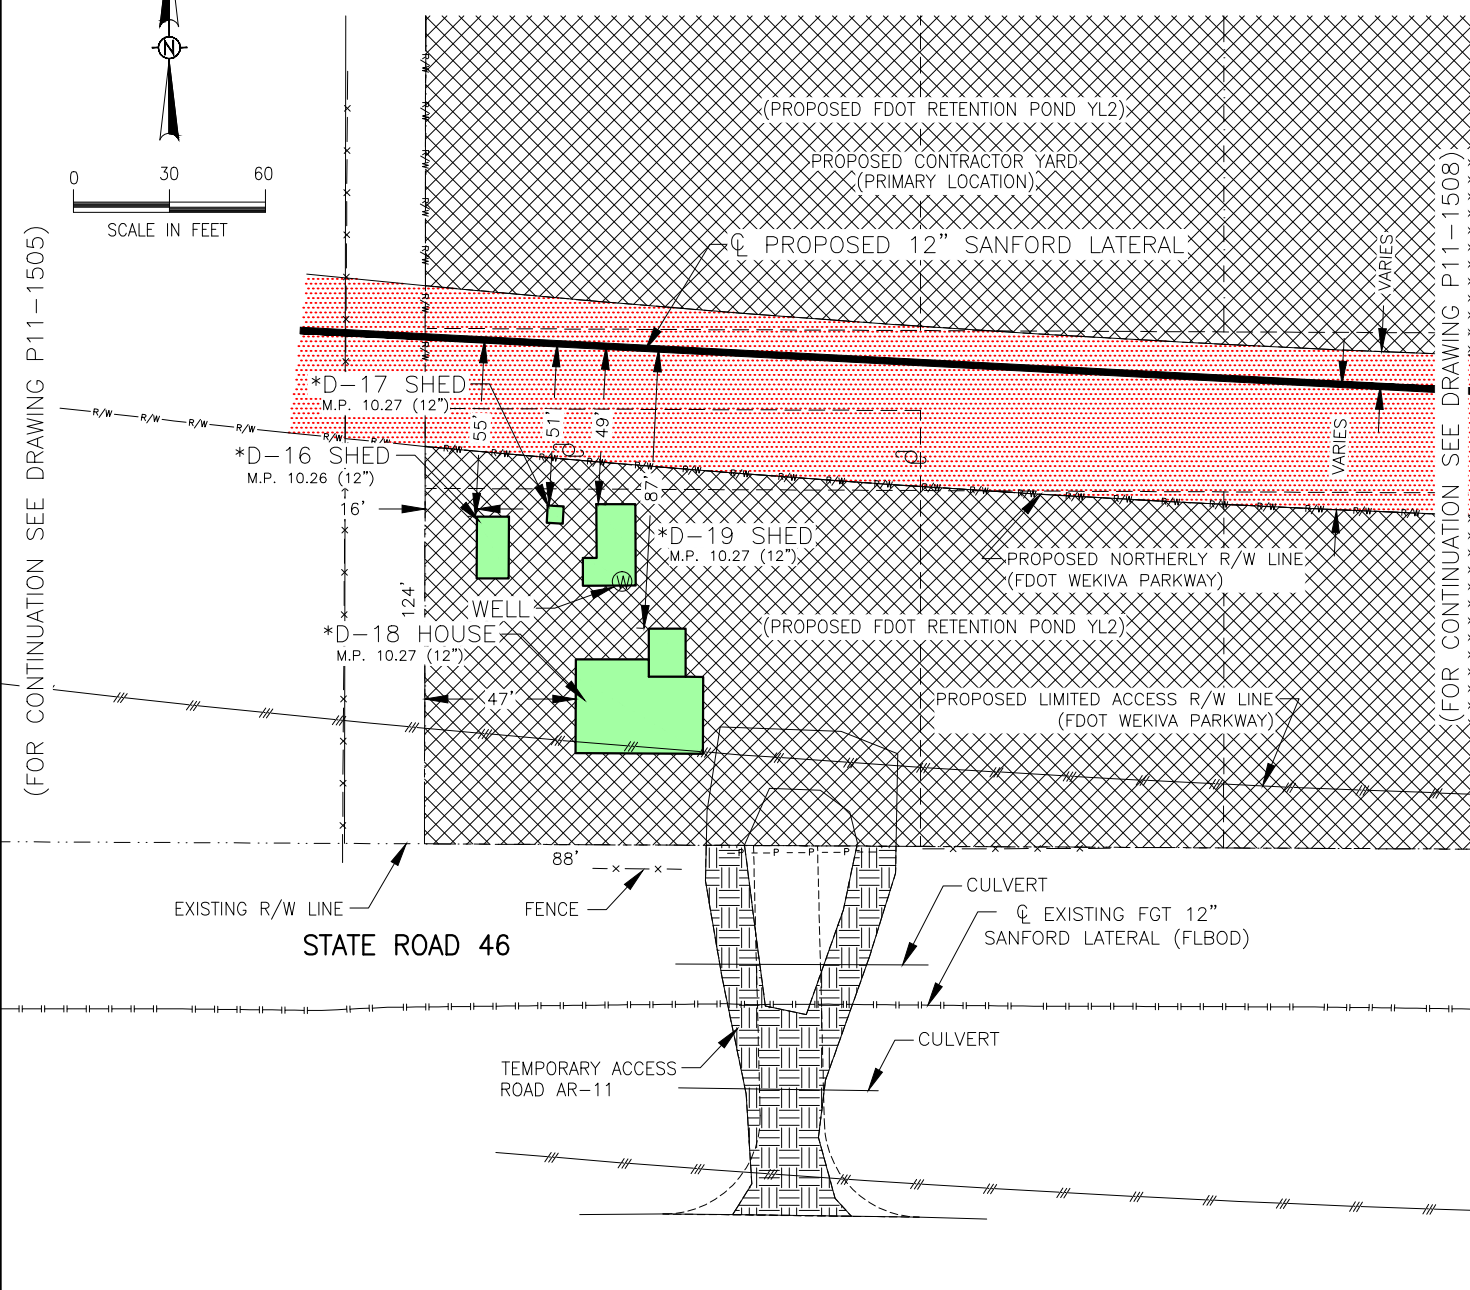 N
0 30 60
SCALE IN FEET
(FOR CONTINUATION SEE DRAWING P11-1505)
(FOR CONTINUATION SEE DRAWING P11-1508)
(PROPOSED FDOT RETENTION POND YL2)
PROPOSED CONTRACTOR YARD
(PRIMARY LOCATION)
℄ PROPOSED 12" SANFORD LATERAL
VARIES
VARIES
*D-17 SHED
M.P. 10.27 (12")
*D-16 SHED
M.P. 10.26 (12")
55'
51'
49'
87'
16'
*D-19 SHED
M.P. 10.27 (12")
PROPOSED NORTHERLY R/W LINE
(FDOT WEKIVA PARKWAY)
124'
W
WELL
*D-18 HOUSE
M.P. 10.27 (12")
(PROPOSED FDOT RETENTION POND YL2)
47'
PROPOSED LIMITED ACCESS R/W LINE
(FDOT WEKIVA PARKWAY)
88'
EXISTING R/W LINE
FENCE
STATE ROAD 46
CULVERT
℄ EXISTING FGT 12"
SANFORD LATERAL (FLBOD)
CULVERT
TEMPORARY ACCESS
ROAD AR-11
R/W R/W R/W R/W R/W R/W R/W R/W R/W R/W R/W R/W R/W R/W R/W R/W R/W R/W R/W R/W R/W R/W R/W R/W R/W R/W R/W R/W
R/W R/W R/W R/W R/W R/W R/W
P P P P